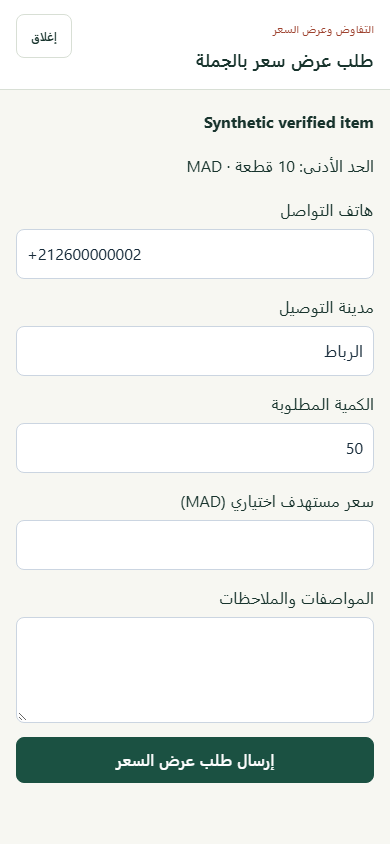 التفاوض وعرض السعر
طلب عرض سعر بالجملة
إغلاق
Synthetic verified item
الحد الأدنى: 10 قطعة · MAD
هاتف التواصل
+212600000002
مدينة التوصيل
الرباط
الكمية المطلوبة
50
سعر مستهدف اختياري (MAD)
المواصفات والملاحظات
إرسال طلب عرض السعر